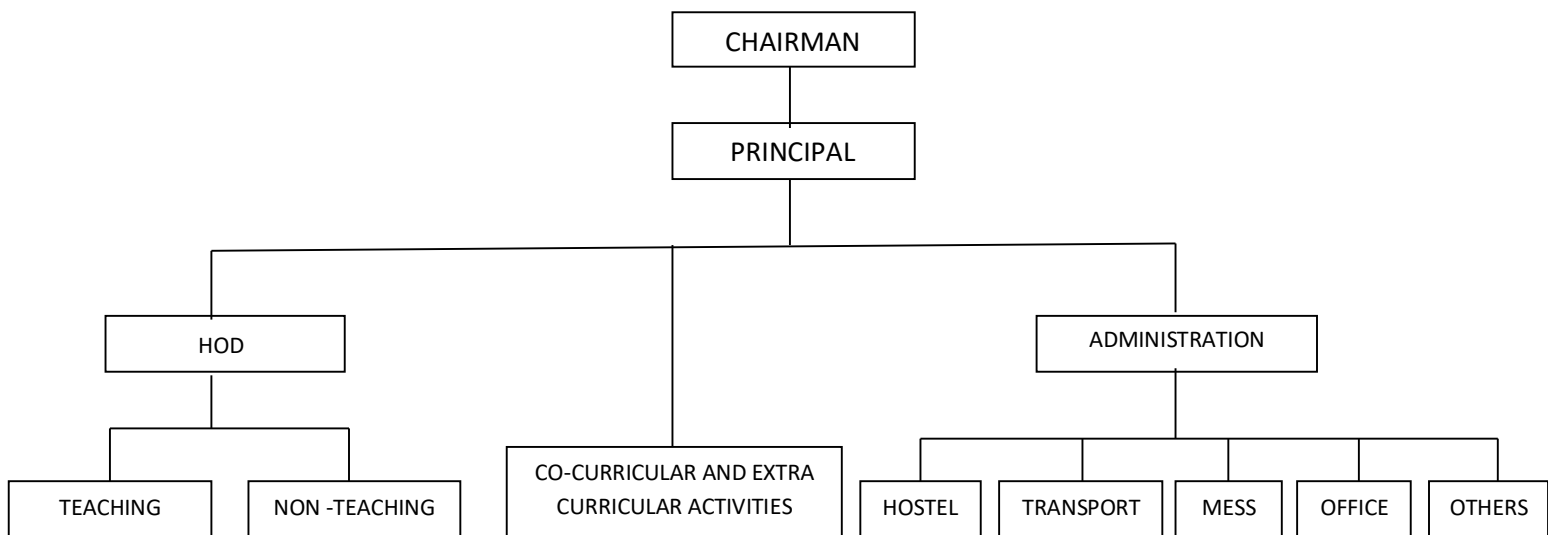 CHAIRMAN
PRINCIPAL
HOD
ADMINISTRATION
TEACHING
NON -TEACHING
CO-CURRICULAR AND EXTRA
CURRICULAR ACTIVITIES
HOSTEL
TRANSPORT
MESS
OFFICE
OTHERS